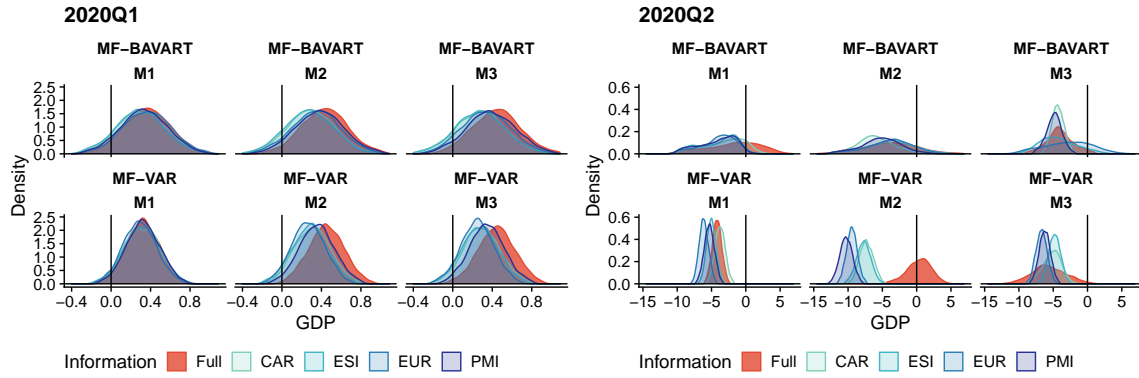 2020Q1
MF−BAVART MF−BAVART MF−BAVART
M1 M2 M3
2.5
2.0
1.5
1.0
0.5
0.0
MF−VAR MF−VAR MF−VAR
M1 M2 M3
2.5
2.0
1.5
1.0
0.5
0.0
−0.4 0.0 0.4 0.8 −0.4 0.0 0.4 0.8 −0.4 0.0 0.4 0.8
Density
GDP
Information Full CAR ESI EUR PMI
2020Q2
MF−BAVART MF−BAVART MF−BAVART
M1 M2 M3
0.6
0.4
0.2
0.0
MF−VAR MF−VAR MF−VAR
M1 M2 M3
0.6
0.4
0.2
0.0
−15 −10 −5 0 5 −15 −10 −5 0 5 −15 −10 −5 0 5
Density
GDP
Information Full CAR ESI EUR PMI